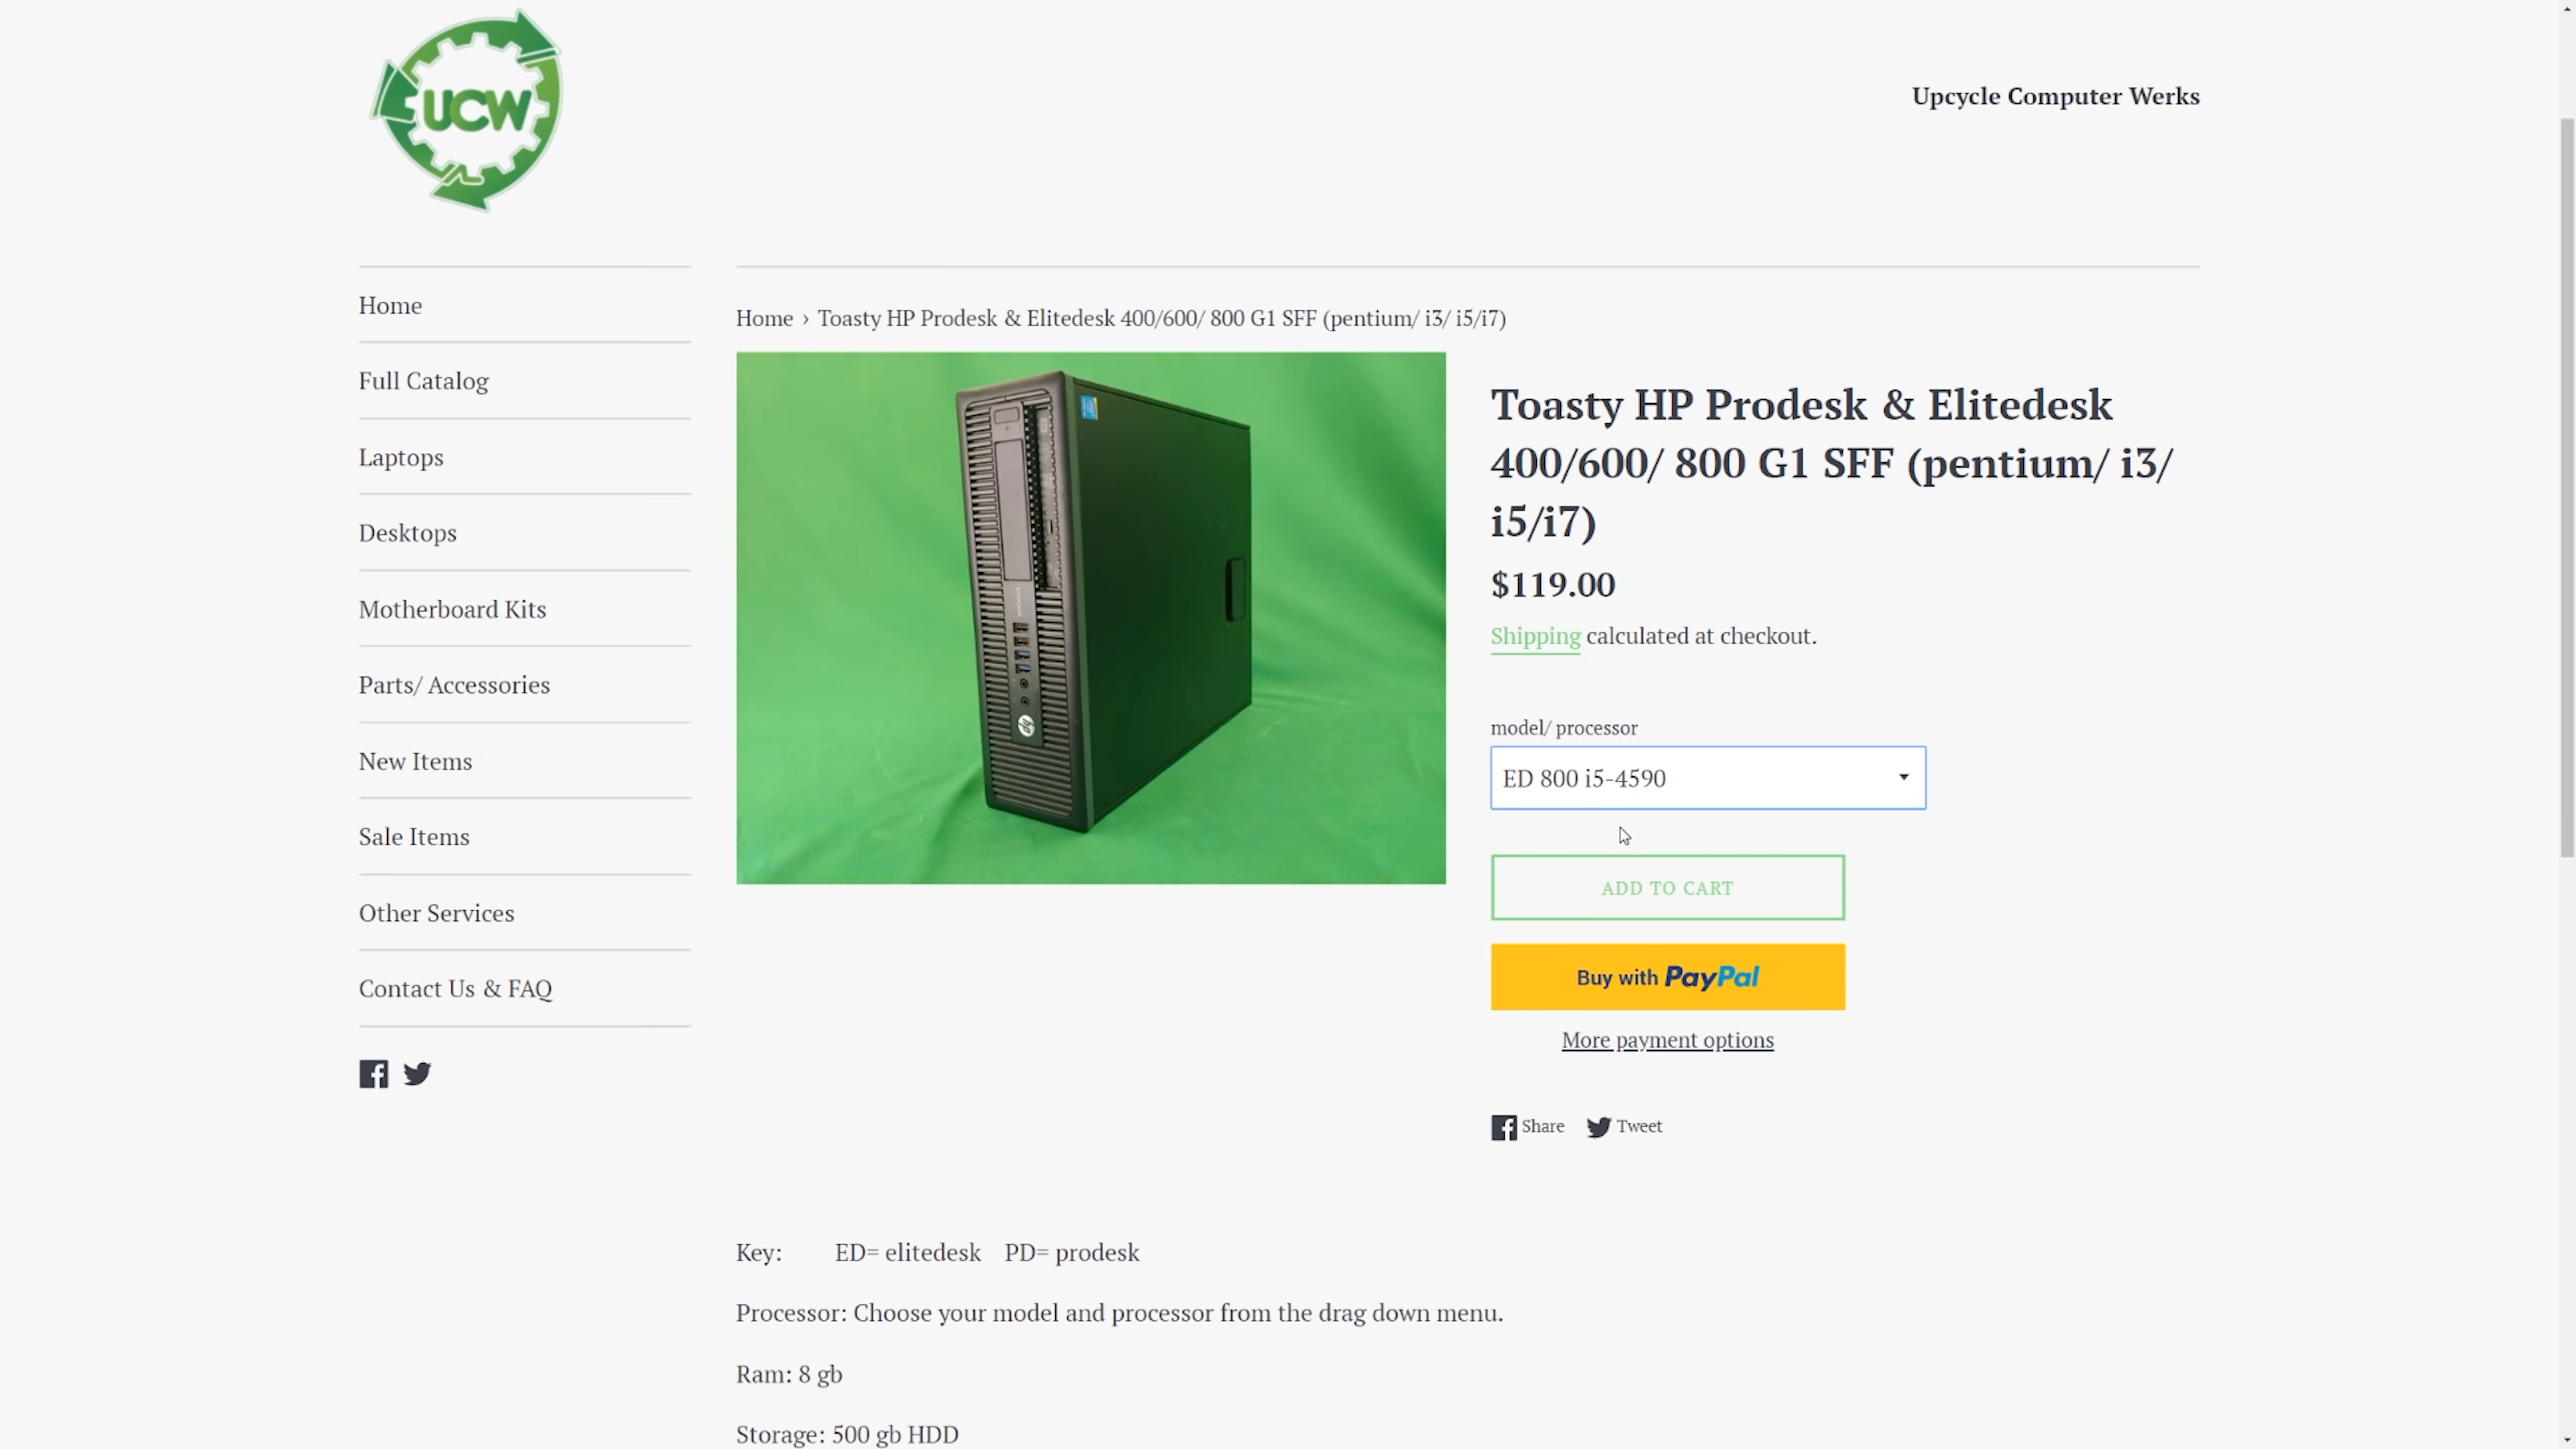 UCW
Upcycle Computer Werks
Home
Full Catalog
Laptops
Desktops
Motherboard Kits
Parts/ Accessories
New Items
Sale Items
Other Services
Contact Us & FAQ
Home › Toasty HP Prodesk & Elitedesk 400/600/ 800 G1 SFF (pentium/ i3/ i5/i7)
hp
Toasty HP Prodesk & Elitedesk
400/600/ 800 G1 SFF (pentium/ i3/
i5/i7)
$119.00
Shipping calculated at checkout.
model/ processor
ED 800 i5-4590
ADD TO CART
Buy with PayPal
More payment options
Share Tweet
Key: ED= elitedesk PD= prodesk
Processor: Choose your model and processor from the drag down menu.
Ram: 8 gb
Storage: 500 gb HDD